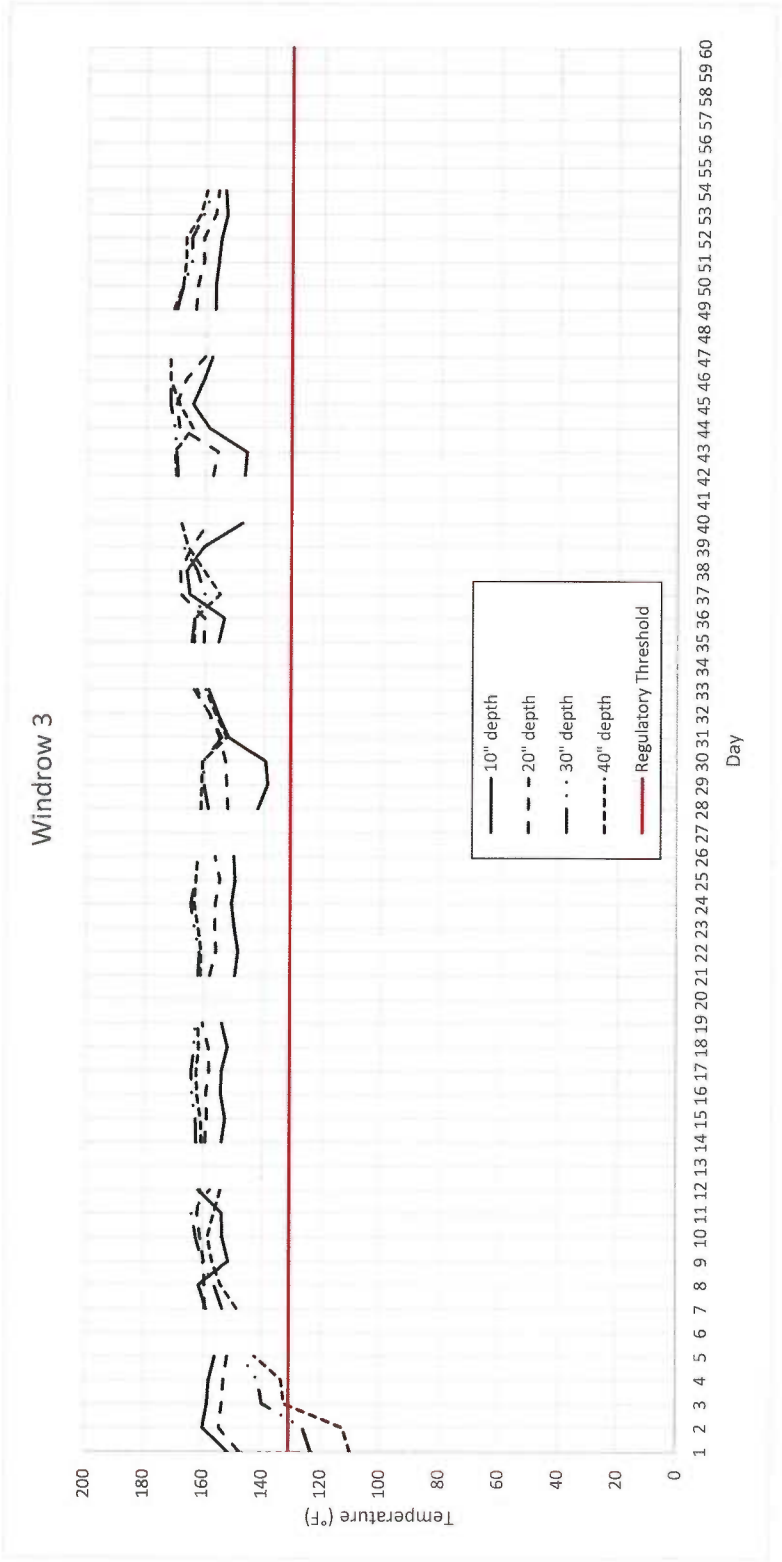 Windrow 3
Temperature (°F)
200
180
160
140
120
100
80
60
40
20
0
10" depth
20" depth
30" depth
40" depth
Regulatory Threshold
1 2 3 4 5 6 7 8 9 10 11 12 13 14 15 16 17 18 19 20 21 22 23 24 25 26 27 28 29 30 31 32 33 34 35 36 37 38 39 40 41 42 43 44 45 46 47 48 49 50 51 52 53 54 55 56 57 58 59 60
Day